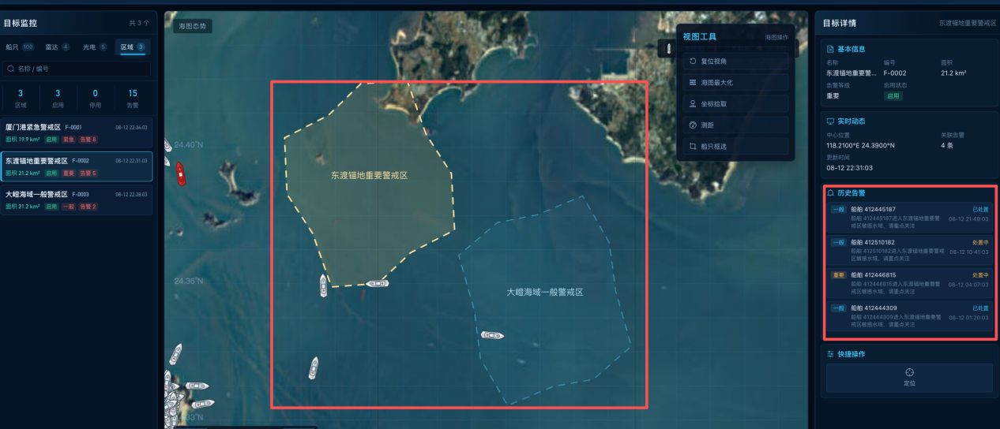 目标监控 共 3 个
船只 100 雷达 4 光电 5 区域 3
名称 / 编号
3 3 0 15
区域 启用 停用 告警
厦门港紧急警戒区 F-0001 08-12 22:34:03
面积 19.9 km² 启用 紧急 告警 8
东渡锚地重要警戒区 F-0002 08-12 22:31:03
面积 21.2 km² 启用 重要 告警 5
大嶝海域一般警戒区 F-0003 08-12 22:28:03
面积 21.2 km² 启用 一般 告警 2
海图态势
24.40°N
24.36°N
24.33°N
东渡锚地重要警戒区
大嶝海域一般警戒区
视图工具 海图操作
复位视角
海图最大化
坐标拾取
测距
船只框选
目标详情 东渡锚地重要警戒区
基本信息
名称 编号 面积
东渡锚地重要警... F-0002 21.2 km²
告警等级 启用状态
重要 启用
实时动态
中心位置 关联告警
118.2100°E 24.3900°N 4 条
更新时间
08-12 22:31:03
历史告警
一般 船舶 412445187 已处置
船舶 412445187进入东渡锚地重要警 08-12 21:49:03
戒区敏感水域，请重点关注
一般 船舶 412510182 处置中
船舶 412510182进入东渡锚地重要警戒 08-12 10:41:03
区敏感水域，请重点关注
重要 船舶 412446815 处置中
船舶 412446815进入东渡锚地重要警 08-12 04:07:03
戒区敏感水域，请重点关注
一般 船舶 412444309 已处置
船舶 412444309进入东渡锚地重要警 08-12 01:20:03
戒区敏感水域，请重点关注
快捷操作
定位